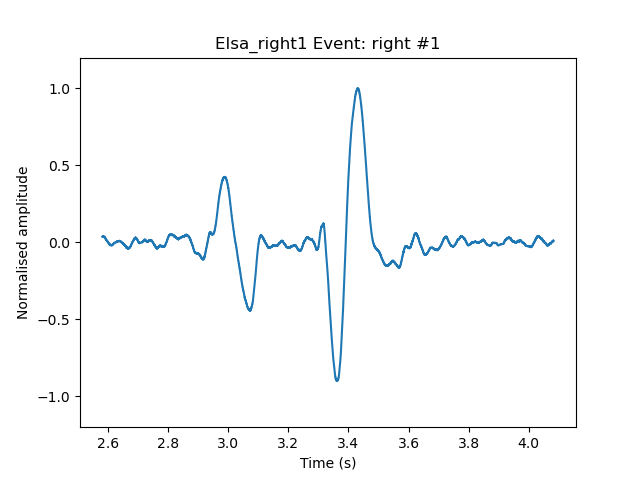 Elsa_right1 Event: right #1
Normalised amplitude
1.0
0.5
0.0
−0.5
−1.0
2.6 2.8 3.0 3.2 3.4 3.6 3.8 4.0
Time (s)